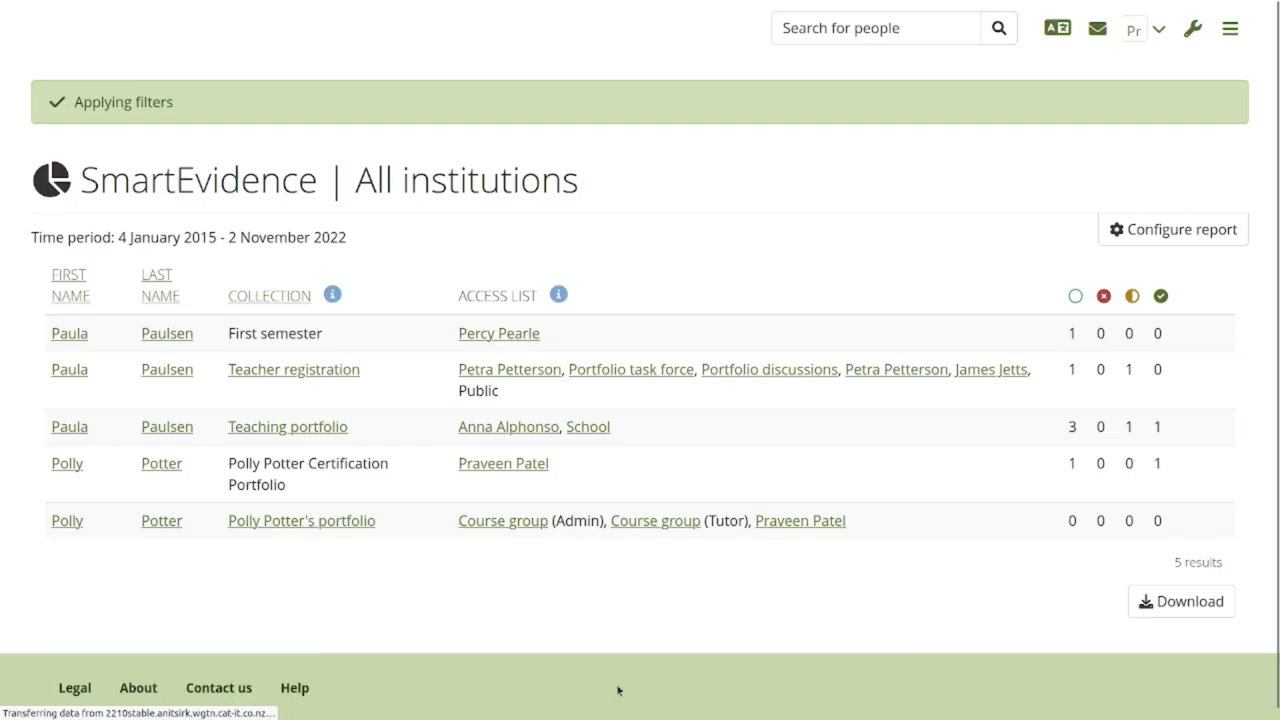 Search for people
Pr
Applying filters
SmartEvidence | All institutions
Time period: 4 January 2015 - 2 November 2022
Configure report
FIRST NAME LAST NAME COLLECTION ACCESS LIST
Paula Paulsen First semester Percy Pearle 1 0 0 0
Paula Paulsen Teacher registration Petra Petterson, Portfolio task force, Portfolio discussions, Petra Petterson, James Jetts, 1 0 1 0
Public
Paula Paulsen Teaching portfolio Anna Alphonso, School 3 0 1 1
Polly Potter Polly Potter Certification Praveen Patel 1 0 0 1
Portfolio
Polly Potter Polly Potter's portfolio Course group (Admin), Course group (Tutor), Praveen Patel 0 0 0 0
5 results
Download
Legal About Contact us Help
Transferring data from 2210stable.anitsirk.wgtn.cat-it.co.nz...